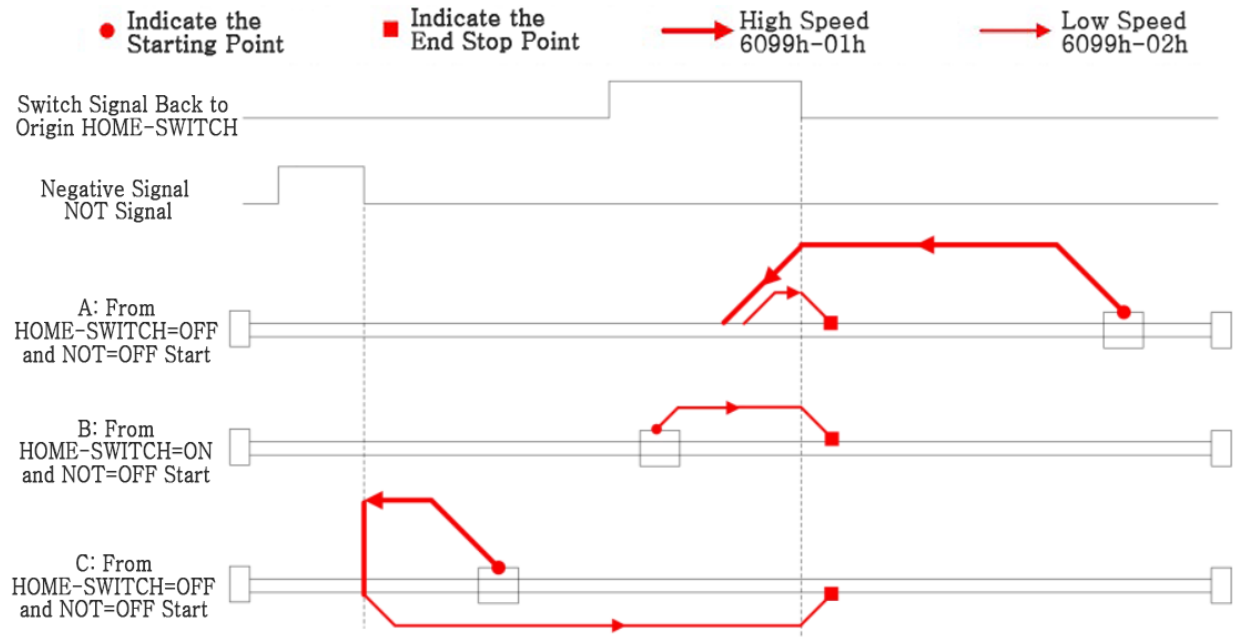 Indicate the
Starting Point
Indicate the
End Stop Point
High Speed
6099h-01h
Low Speed
6099h-02h
Switch Signal Back to
Origin HOME-SWITCH
Negative Signal
NOT Signal
A: From
HOME-SWITCH=OFF
and NOT=OFF Start
B: From
HOME-SWITCH=ON
and NOT=OFF Start
C: From
HOME-SWITCH=OFF
and NOT=OFF Start